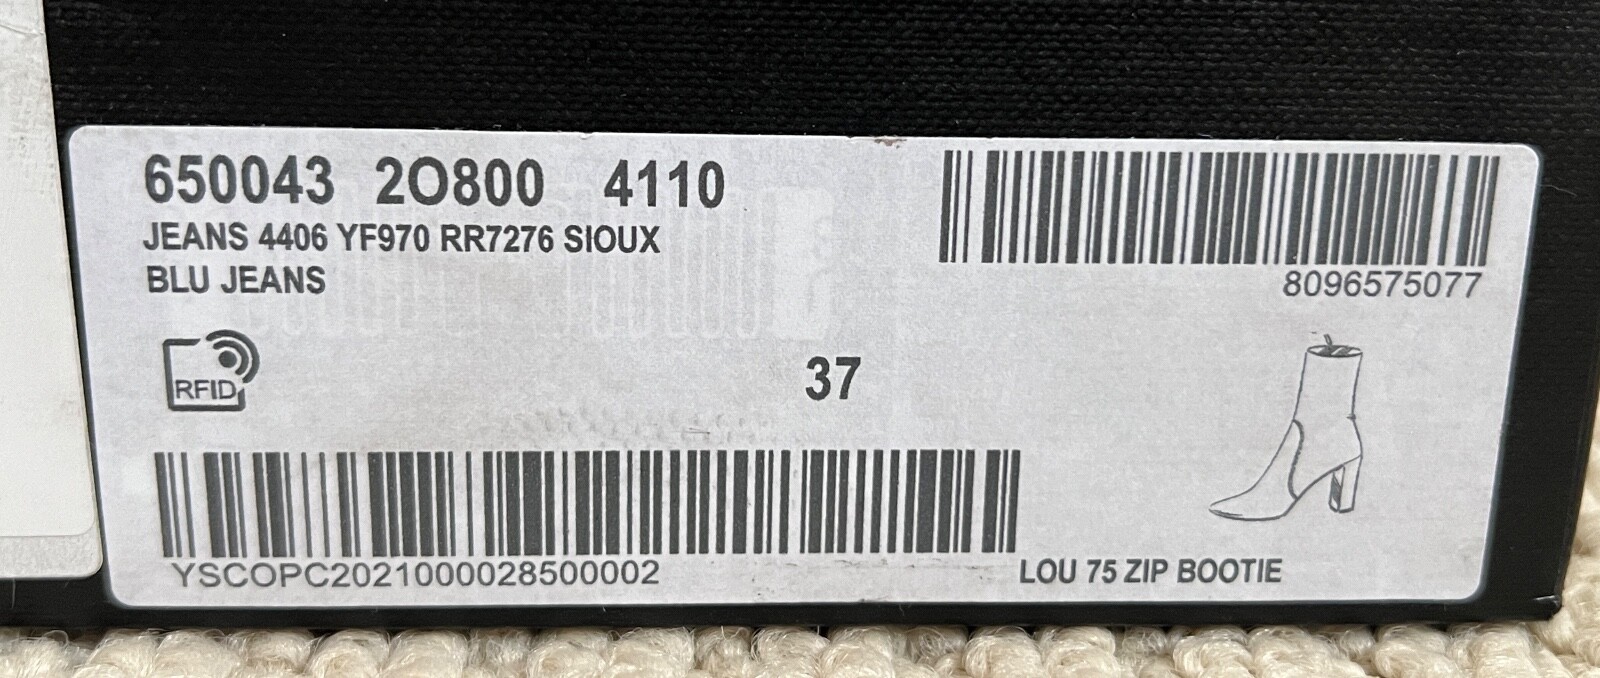 650043 2O800 4110
JEANS 4406 YF970 RR7276 SIOUX
BLU JEANS
8096575077
RFID
37
YSCOPC2021000028500002
LOU 75 ZIP BOOTIE